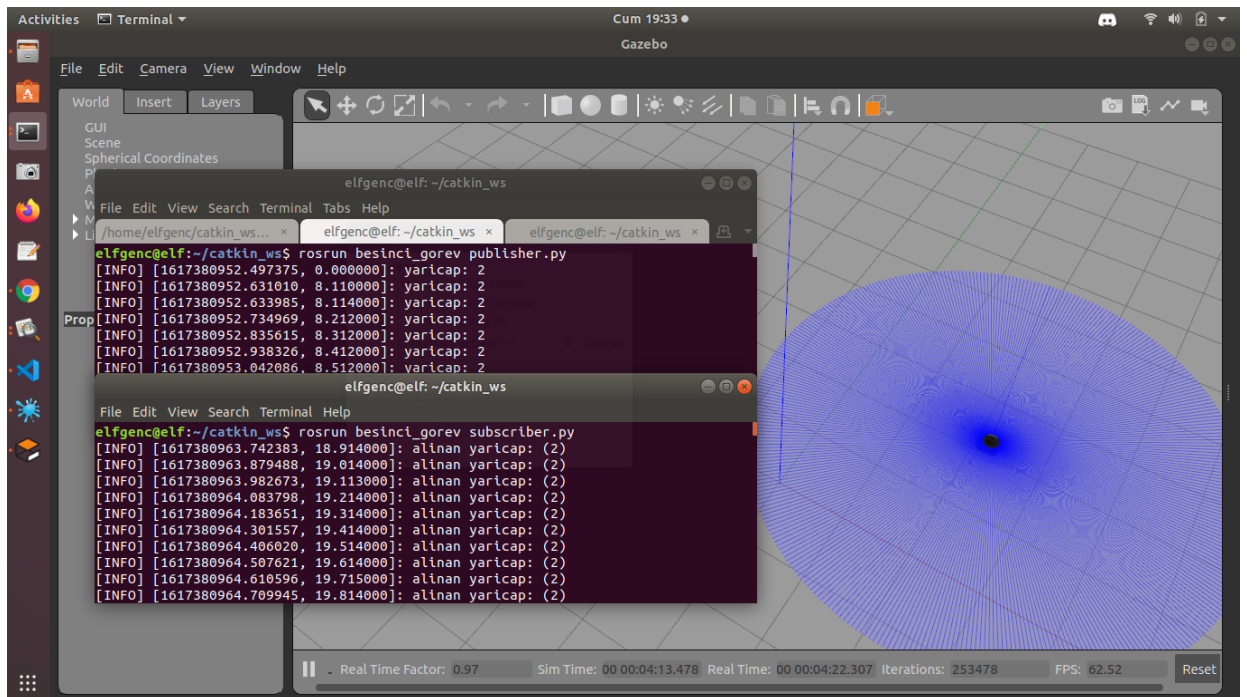 Activities Terminal Cum 19:33
Gazebo
File Edit Camera View Window Help
World Insert Layers
GUI
Scene
Spherical Coordinates
elfgenc@elf: ~/catkin_ws
File Edit View Search Terminal Tabs Help
/home/elfgenc/catkin_ws... × elfgenc@elf: ~/catkin_ws × elfgenc@elf: ~/catkin_ws ×
elfgenc@elf:~/catkin_ws$ rosrun besinci_gorev publisher.py
[INFO] [1617380952.497375, 0.000000]: yaricap: 2
[INFO] [1617380952.631010, 8.110000]: yaricap: 2
[INFO] [1617380952.633985, 8.114000]: yaricap: 2
[INFO] [1617380952.734969, 8.212000]: yaricap: 2
[INFO] [1617380952.835615, 8.312000]: yaricap: 2
[INFO] [1617380952.938326, 8.412000]: yaricap: 2
[INFO] [1617380953.042086, 8.512000]: yaricap: 2
Prop
elfgenc@elf: ~/catkin_ws
File Edit View Search Terminal Help
elfgenc@elf:~/catkin_ws$ rosrun besinci_gorev subscriber.py
[INFO] [1617380963.742383, 18.914000]: alinan yaricap: (2)
[INFO] [1617380963.879488, 19.014000]: alinan yaricap: (2)
[INFO] [1617380963.982673, 19.113000]: alinan yaricap: (2)
[INFO] [1617380964.083798, 19.214000]: alinan yaricap: (2)
[INFO] [1617380964.183651, 19.314000]: alinan yaricap: (2)
[INFO] [1617380964.301557, 19.414000]: alinan yaricap: (2)
[INFO] [1617380964.406020, 19.514000]: alinan yaricap: (2)
[INFO] [1617380964.507621, 19.614000]: alinan yaricap: (2)
[INFO] [1617380964.610596, 19.715000]: alinan yaricap: (2)
[INFO] [1617380964.709945, 19.814000]: alinan yaricap: (2)
Real Time Factor: 0.97 Sim Time: 00 00:04:13.478 Real Time: 00 00:04:22.307 Iterations: 253478 FPS: 62.52 Reset